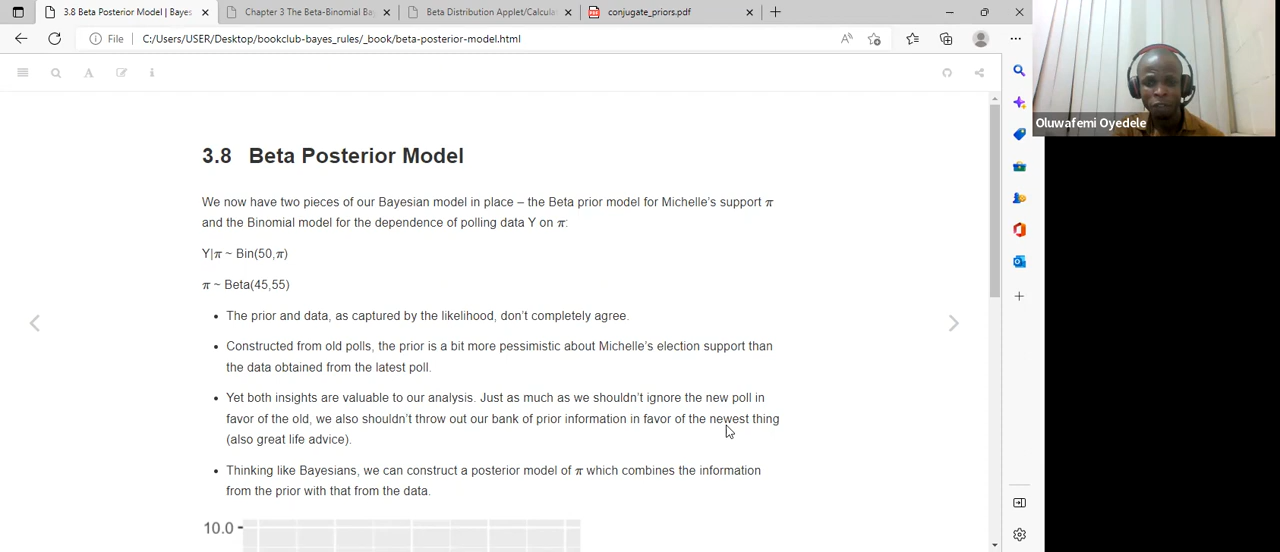 3.8 Beta Posterior Model | Bayes
Chapter 3 The Beta-Binomial Ba
Beta Distribution Applet/Calcula
conjugate_priors.pdf
File
C:/Users/USER/Desktop/bookclub-bayes_rules/_book/beta-posterior-model.html
Oluwafemi Oyedele
3.8 Beta Posterior Model
We now have two pieces of our Bayesian model in place – the Beta prior model for Michelle's support π
and the Binomial model for the dependence of polling data Y on π:
Y|π ~ Bin(50,π)
π ~ Beta(45,55)
• The prior and data, as captured by the likelihood, don't completely agree.
• Constructed from old polls, the prior is a bit more pessimistic about Michelle's election support than
the data obtained from the latest poll.
• Yet both insights are valuable to our analysis. Just as much as we shouldn't ignore the new poll in
favor of the old, we also shouldn't throw out our bank of prior information in favor of the newest thing
(also great life advice).
• Thinking like Bayesians, we can construct a posterior model of π which combines the information
from the prior with that from the data.
10.0